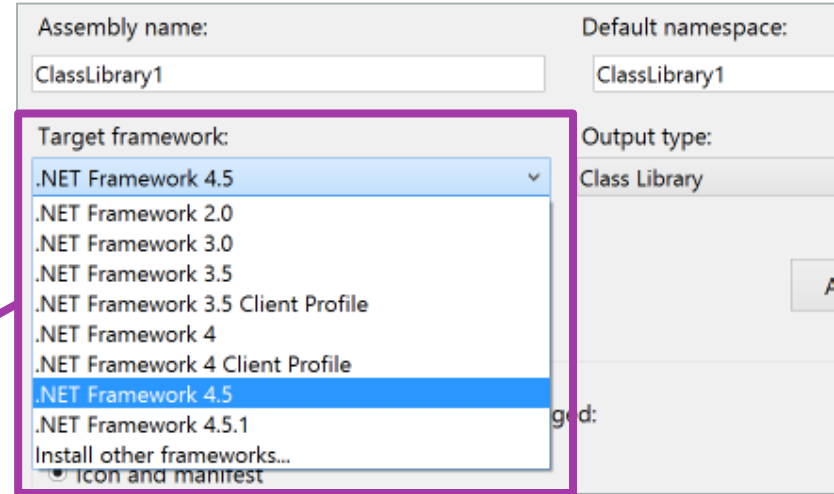 Assembly name:
Default namespace:
ClassLibrary1
ClassLibrary1
Target framework:
Output type:
.NET Framework 4.5
Class Library
.NET Framework 2.0
.NET Framework 3.0
.NET Framework 3.5
.NET Framework 3.5 Client Profile
.NET Framework 4
.NET Framework 4 Client Profile
.NET Framework 4.5
.NET Framework 4.5.1
Install other frameworks...
Icon and manifest